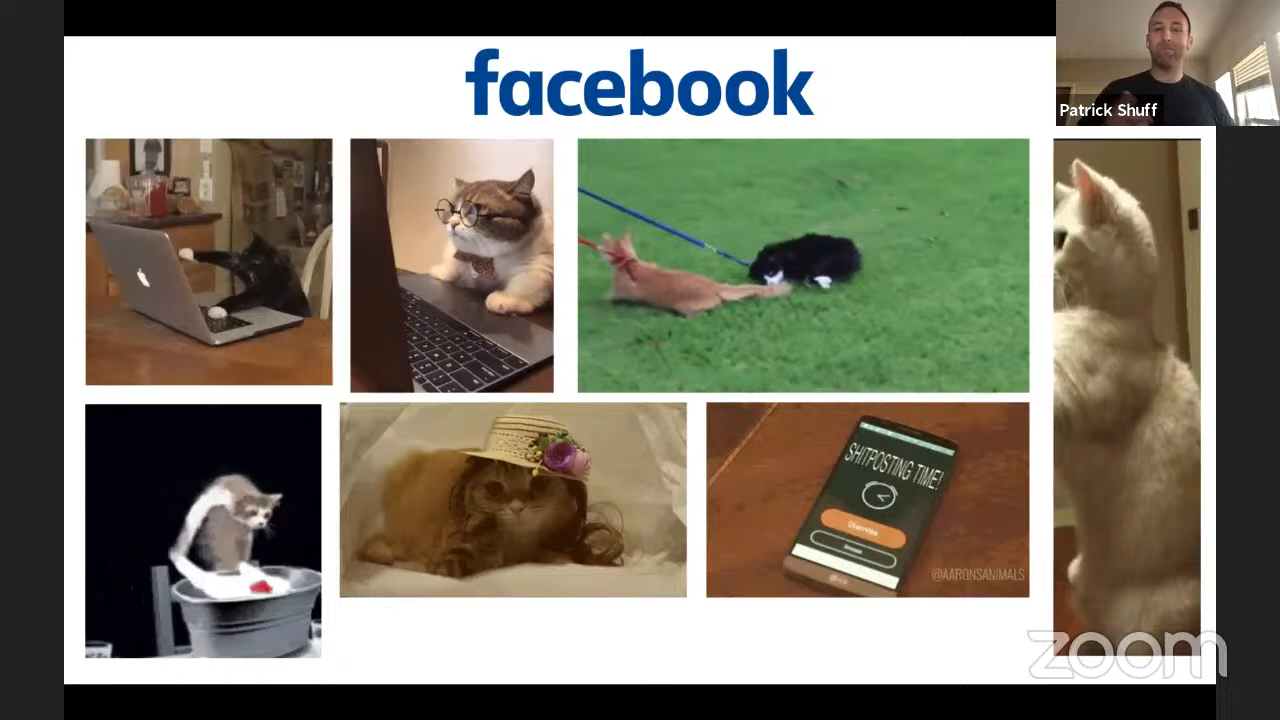 facebook
Patrick Shuff
SHITPOSTING TIME!
@AARONSANIMALS
zoom